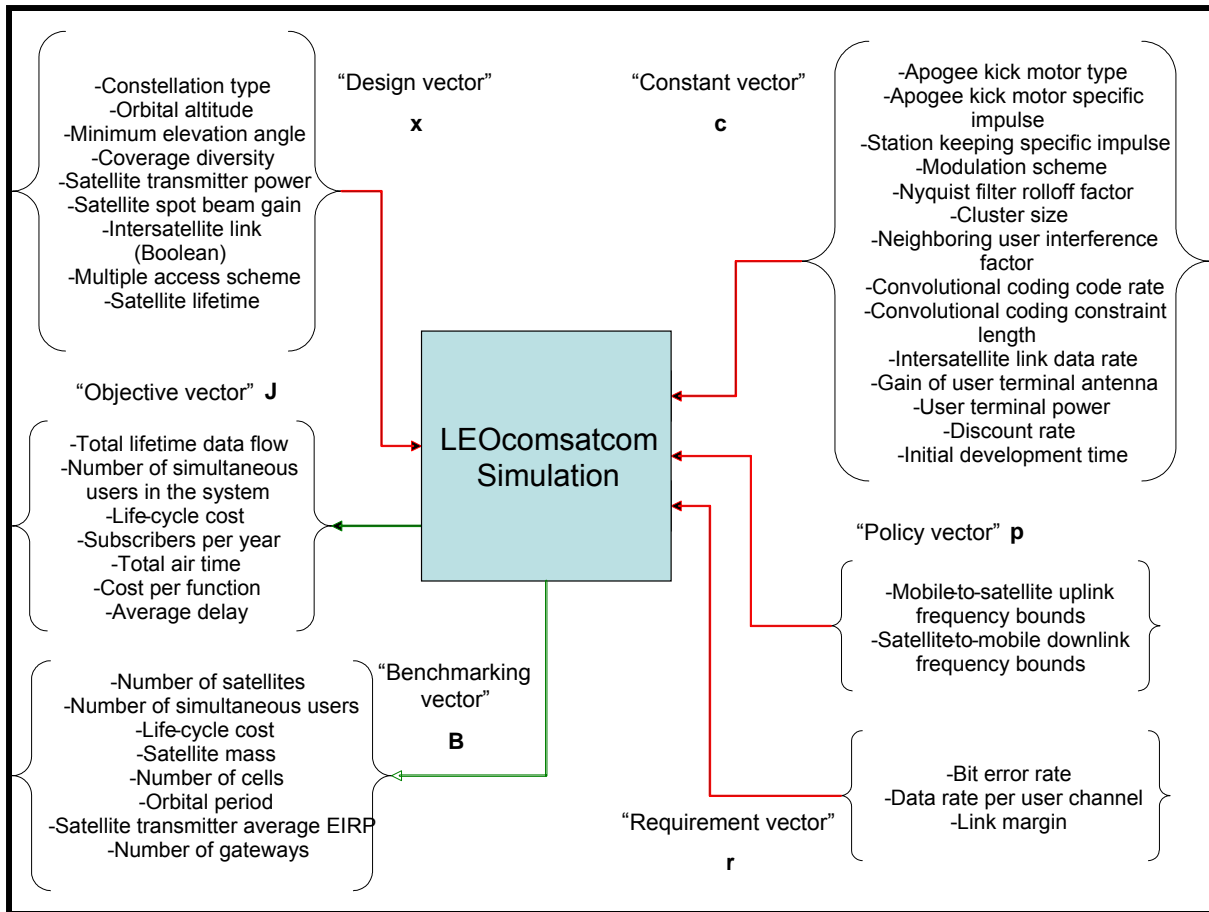 -Constellation type
-Orbital altitude
-Minimum elevation angle
-Coverage diversity
-Satellite transmitter power
-Satellite spot beam gain
-Intersatellite link
(Boolean)
-Multiple access scheme
-Satellite lifetime
“Design vector”
x
“Constant vector”
c
-Apogee kick motor type
-Apogee kick motor specific
impulse
-Station keeping specific impulse
-Modulation scheme
-Nyquist filter rolloff factor
-Cluster size
-Neighboring user interference
factor
-Convolutional coding code rate
-Convolutional coding constraint
length
-Intersatellite link data rate
-Gain of user terminal antenna
-User terminal power
-Discount rate
-Initial development time
“Objective vector” J
-Total lifetime data flow
-Number of simultaneous
users in the system
-Life-cycle cost
-Subscribers per year
-Total air time
-Cost per function
-Average delay
LEOcomsatcom
Simulation
“Policy vector” p
-Mobile-to-satellite uplink
frequency bounds
-Satellite-to-mobile downlink
frequency bounds
“Benchmarking
vector”
B
-Number of satellites
-Number of simultaneous users
-Life-cycle cost
-Satellite mass
-Number of cells
-Orbital period
-Satellite transmitter average EIRP
-Number of gateways
“Requirement vector”
r
-Bit error rate
-Data rate per user channel
-Link margin